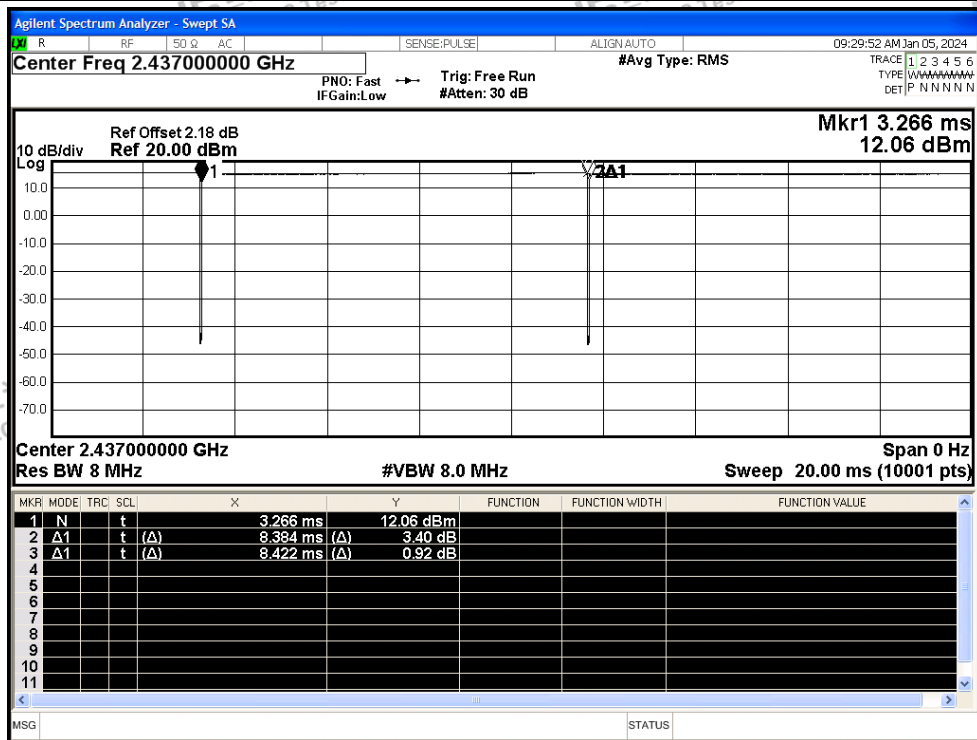 Agilent Spectrum Analyzer - Swept SA
LXI R RF 50 Ω AC SENSE:PULSE ALIGN AUTO 09:29:52 AM Jan 05, 2024
Center Freq 2.437000000 GHz
PNO: Fast
IFGain:Low
Trig: Free Run
#Atten: 30 dB
#Avg Type: RMS
TRACE 1 2 3 4 5 6
TYPE
DET P N N N N N
Mkr1 3.266 ms
12.06 dBm
Ref Offset 2.18 dB
10 dB/div Ref 20.00 dBm
Log
1
2Δ1
10.0
0.00
-10.0
-20.0
-30.0
-40.0
-50.0
-60.0
-70.0
Center 2.437000000 GHz Span 0 Hz
Res BW 8 MHz #VBW 8.0 MHz Sweep 20.00 ms (10001 pts)
MKR MODE TRC SCL X Y FUNCTION FUNCTION WIDTH FUNCTION VALUE
1 N t 3.266 ms 12.06 dBm
2 Δ1 t (Δ) 8.384 ms (Δ) 3.40 dB
3 Δ1 t (Δ) 8.422 ms (Δ) 0.92 dB
4
5
6
7
8
9
10
11
MSG STATUS